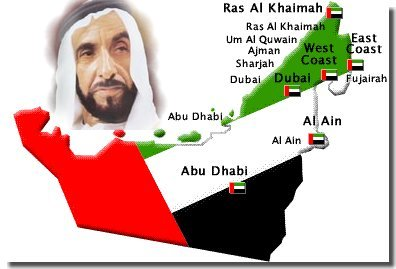 Ras Al Khaimah
Ras Al Khaimah
Um Al Quwain
Ajman
Sharjah
Dubai
West
Coast
East
Coast
Dubai
Fujairah
Abu Dhabi
Al Ain
Al Ain
Abu Dhabi